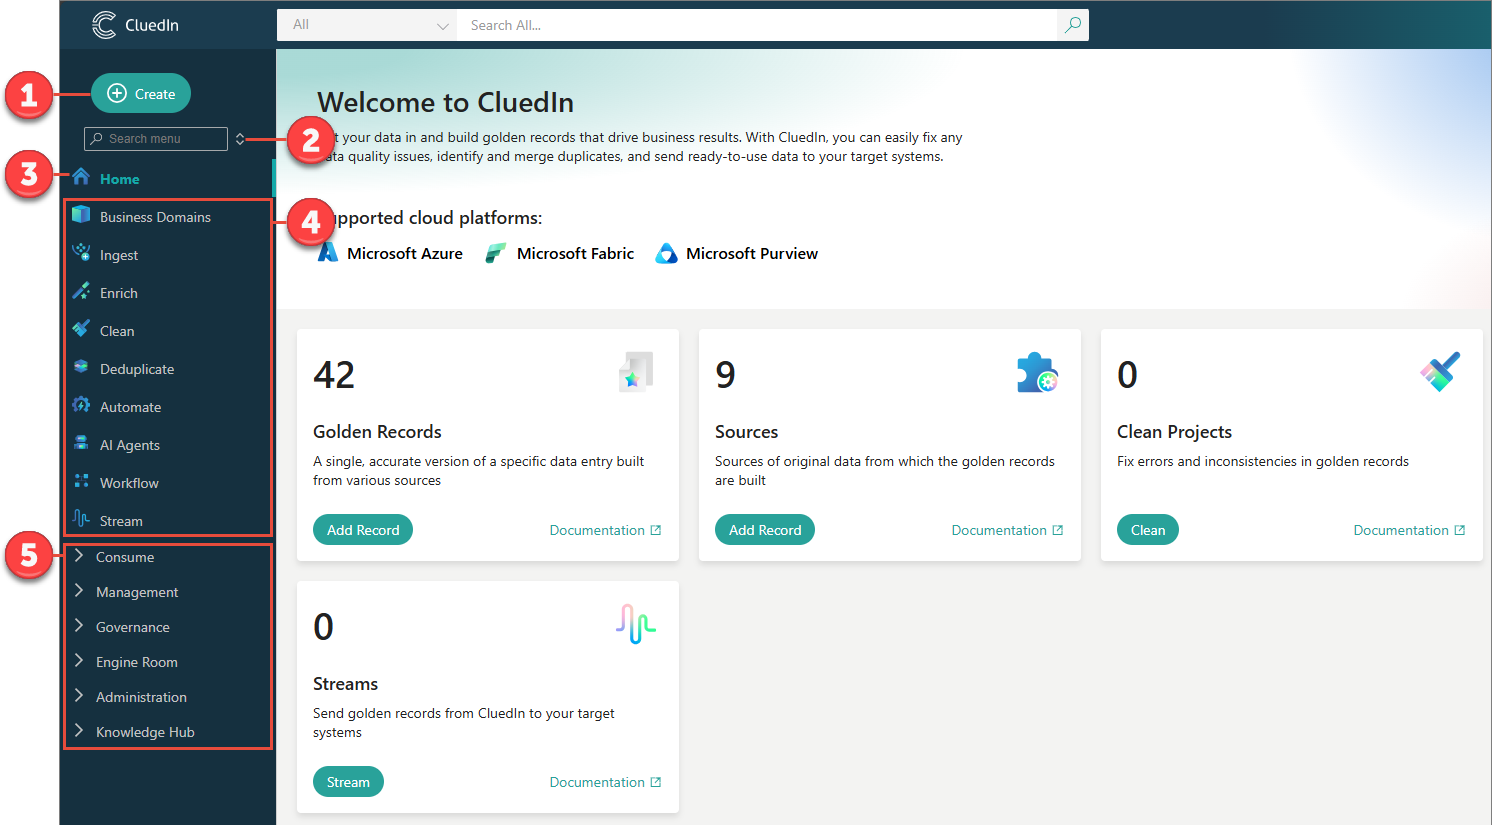 CluedIn
All
Search All...
1
Create
2
Search menu
3
Home
4
Business Domains
Ingest
Enrich
Clean
Deduplicate
Automate
AI Agents
Workflow
Stream
5
Consume
Management
Governance
Engine Room
Administration
Knowledge Hub
Welcome to CluedIn
t your data in and build golden records that drive business results. With CluedIn, you can easily fix any
ata quality issues, identify and merge duplicates, and send ready-to-use data to your target systems.
upported cloud platforms:
Microsoft Azure
Microsoft Fabric
Microsoft Purview
42
Golden Records
A single, accurate version of a specific data entry built
from various sources
Add Record
Documentation
9
Sources
Sources of original data from which the golden records
are built
Add Record
Documentation
0
Clean Projects
Fix errors and inconsistencies in golden records
Clean
Documentation
0
Streams
Send golden records from CluedIn to your target
systems
Stream
Documentation